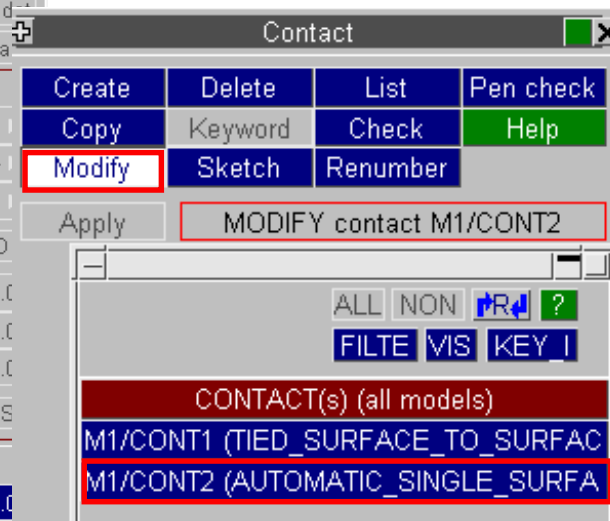 Contact
Create Delete List Pen check
Copy Keyword Check Help
Modify Sketch Renumber
Apply MODIFY contact M1/CONT2
ALL NON R ?
FILTE VIS KEY_I
CONTACT(s) (all models)
M1/CONT1 (TIED_SURFACE_TO_SURFAC
M1/CONT2 (AUTOMATIC_SINGLE_SURFA